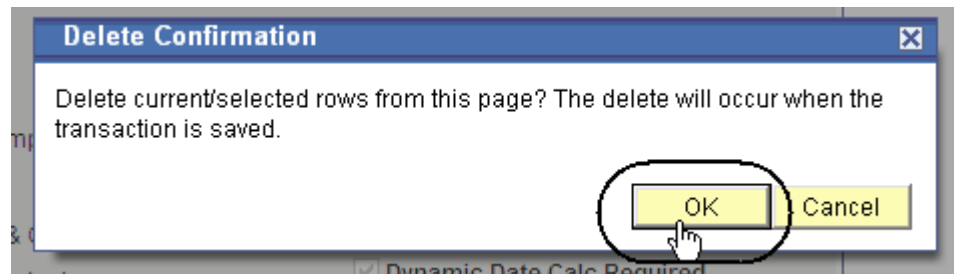 Delete Confirmation
Delete current/selected rows from this page? The delete will occur when the
transaction is saved.
OK Cancel
Dynamic Date Calc Required